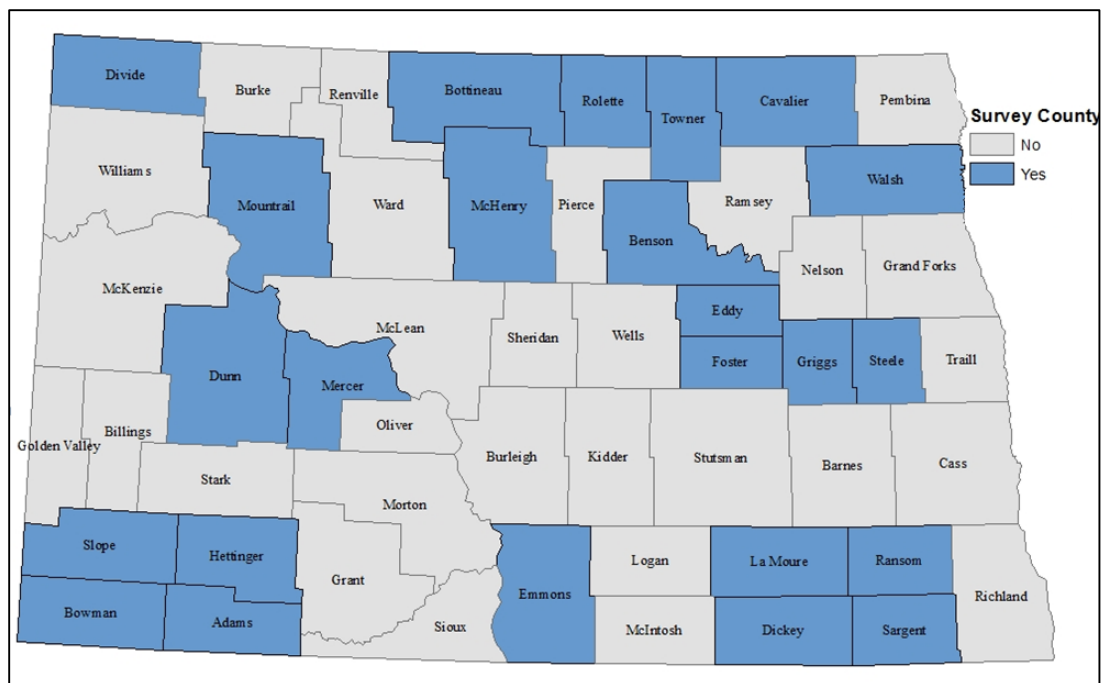 Divide
Burke
Renville
Bottineau
Rolette
Towner
Cavalier
Pembina
Survey County
No
Yes
Williams
Mountrail
Ward
McHenry
Pierce
Benson
Ramsey
Walsh
Nelson
Grand Forks
McKenzie
McLean
Sheridan
Wells
Eddy
Foster
Griggs
Steele
Traill
Dunn
Mercer
Oliver
Golden Valley
Billings
Stark
Burleigh
Kidder
Stutsman
Barnes
Cass
Morton
Slope
Hettinger
Grant
Emmons
Logan
La Moure
Ransom
Richland
Bowman
Adams
Sioux
McIntosh
Dickey
Sargent